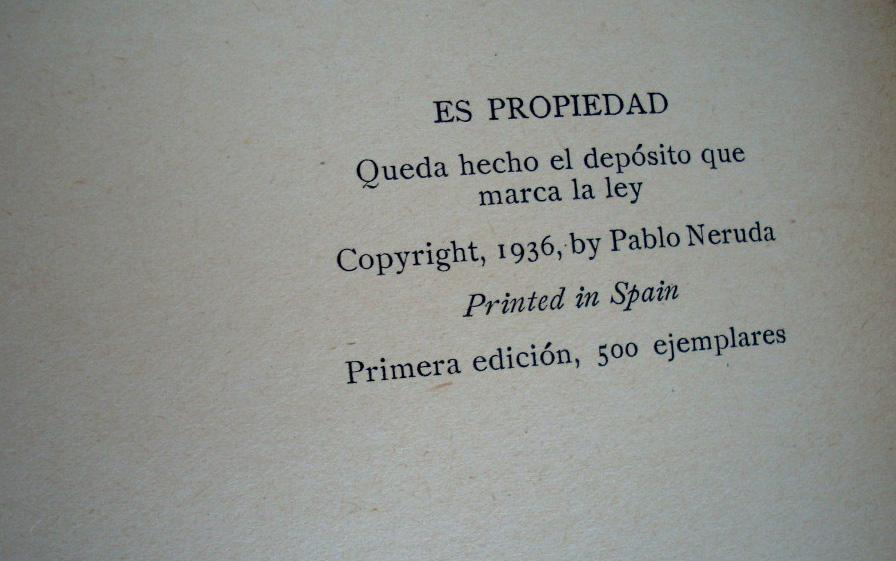 ES PROPIEDAD
Queda hecho el depósito que
marca la ley
Copyright, 1936, by Pablo Neruda
Printed in Spain
Primera edición, 500 ejemplares